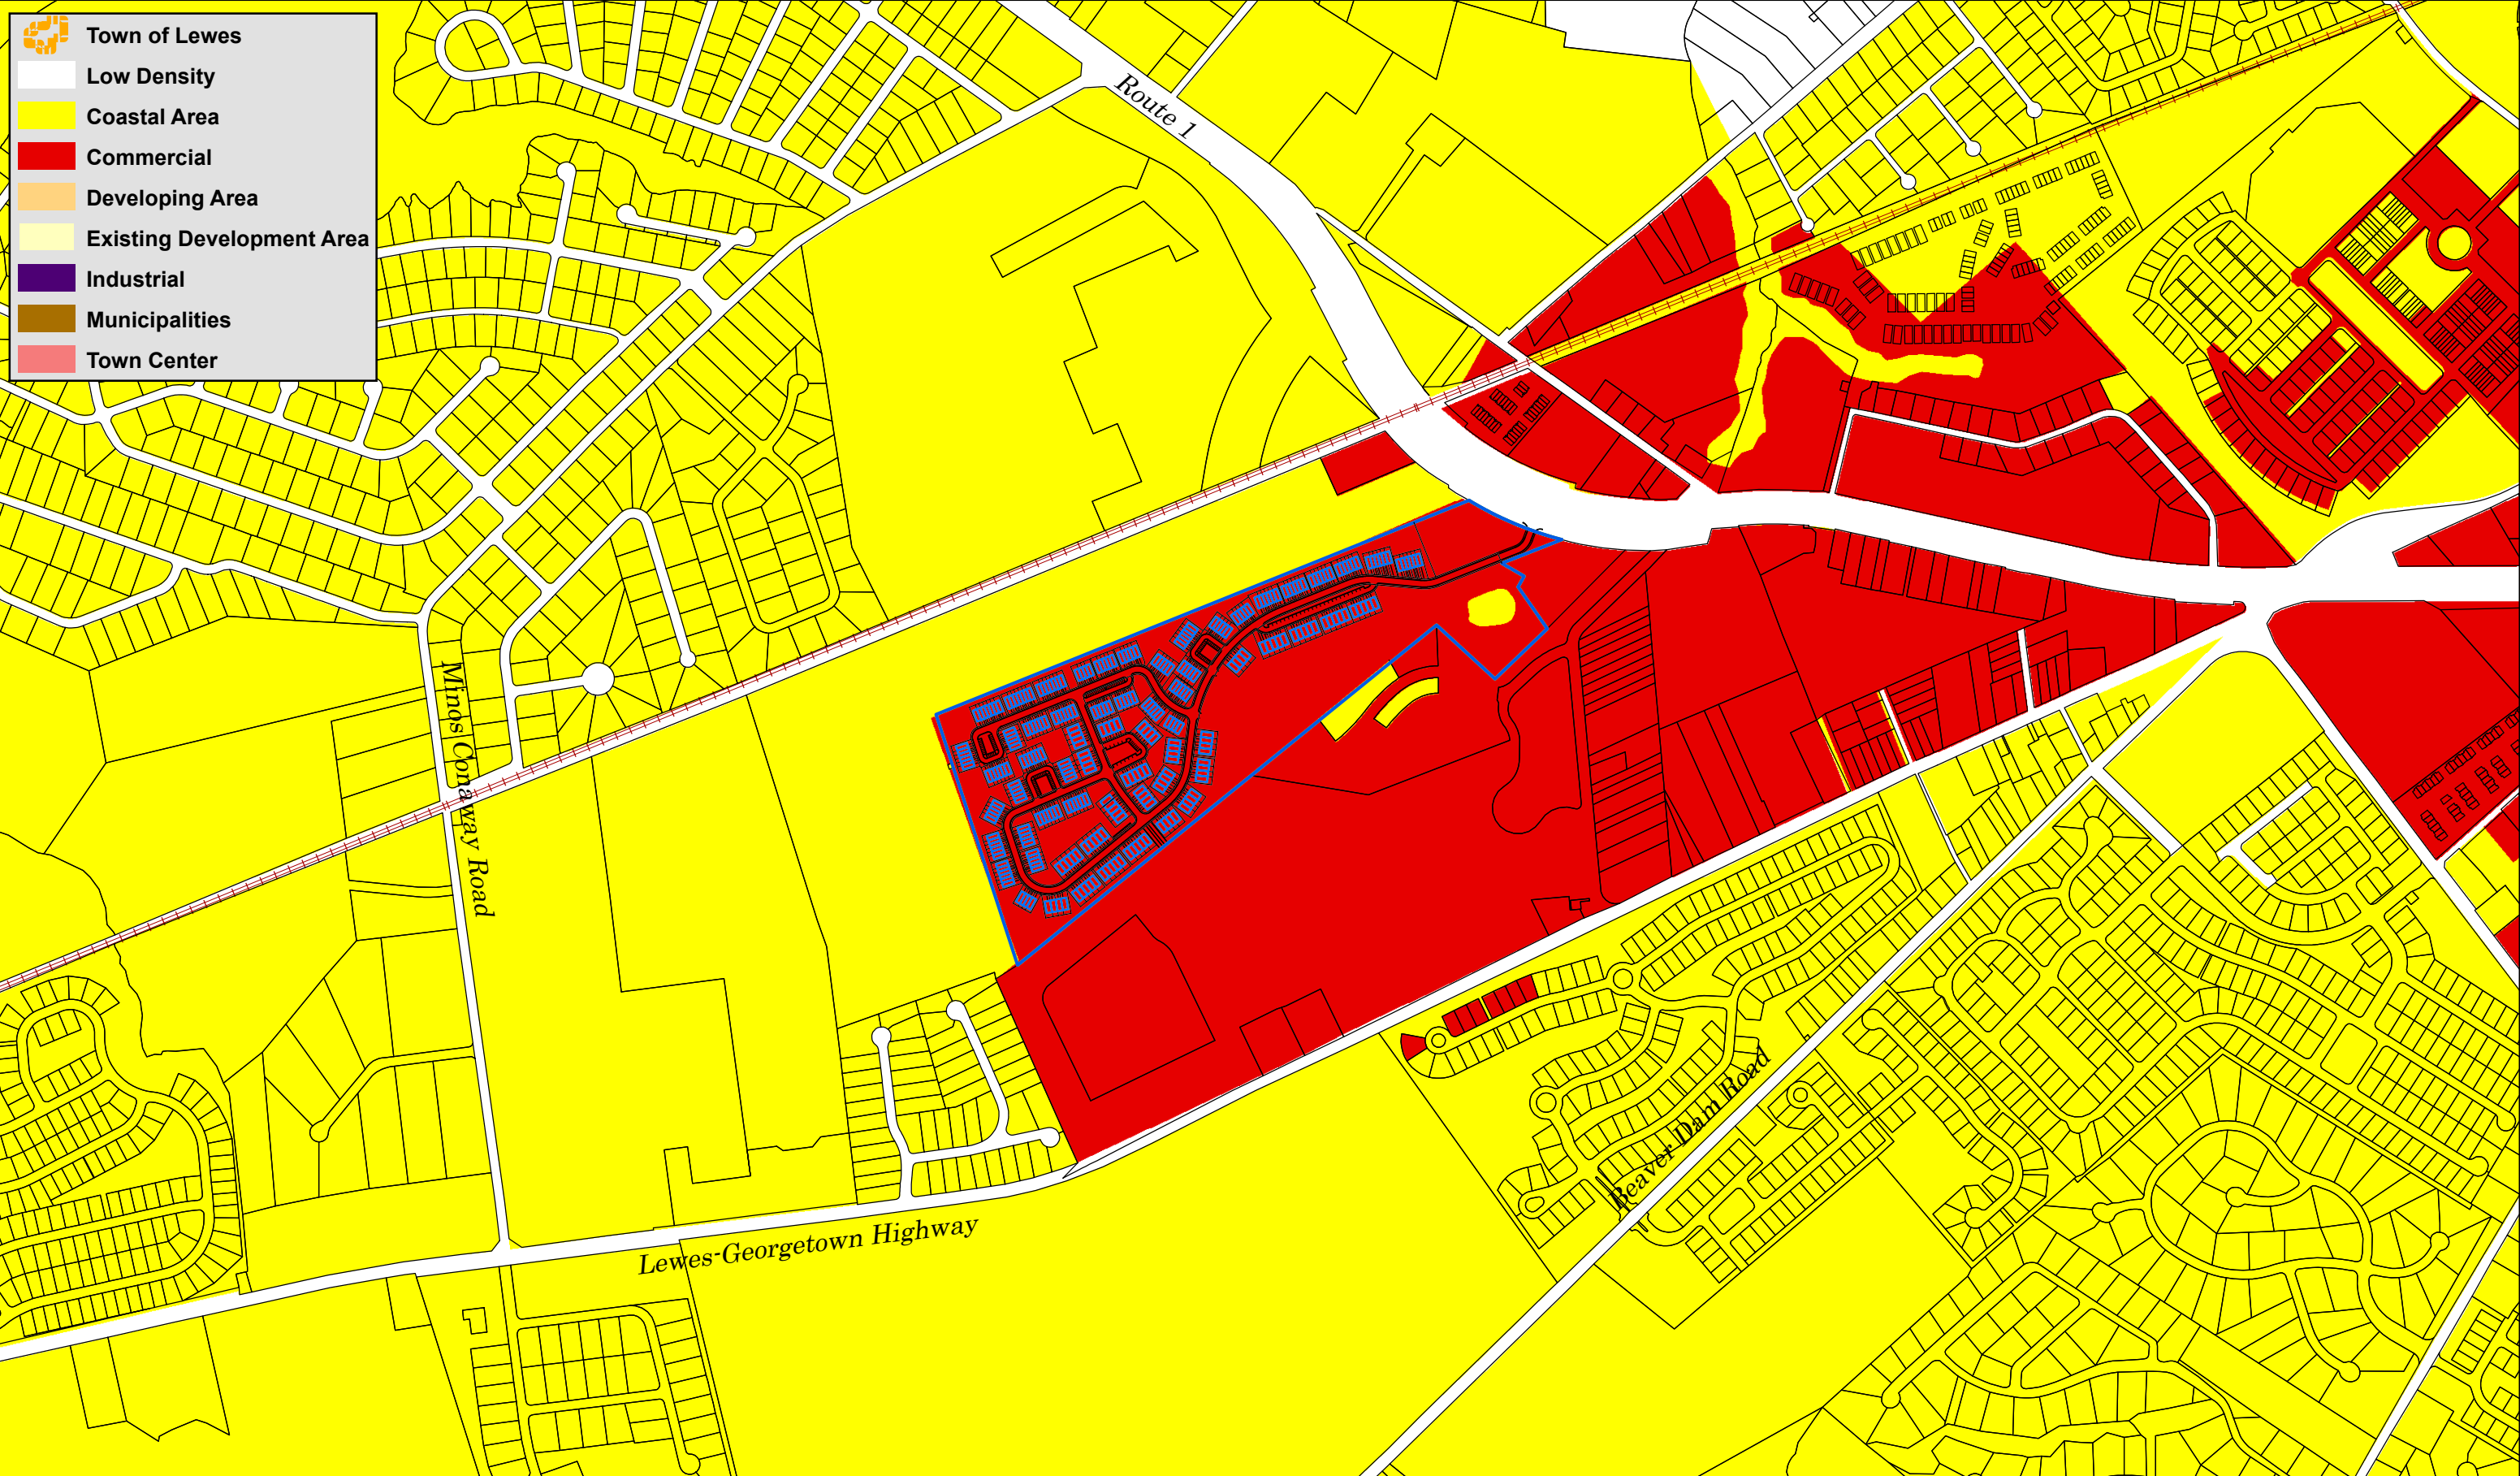 Town of Lewes
Low Density
Coastal Area
Commercial
Developing Area
Existing Development Area
Industrial
Municipalities
Town Center
Route 1
Minos Conaway Road
Lewes-Georgetown Highway
Beaver Dam Road